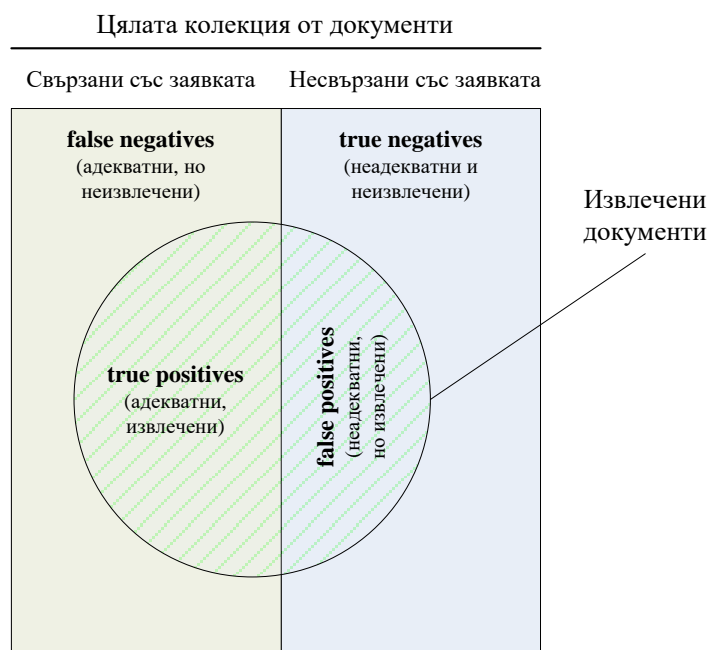 Цялата колекция от документи
Свързани със заявката
Несвързани със заявката
false negatives
(адекватни, но
неизвлечени)
true negatives
(неадекватни и
неизвлечени)
Извлечени
документи
true positives
(адекватни,
извлечени)
false positives
(неадекватни,
но извлечени)